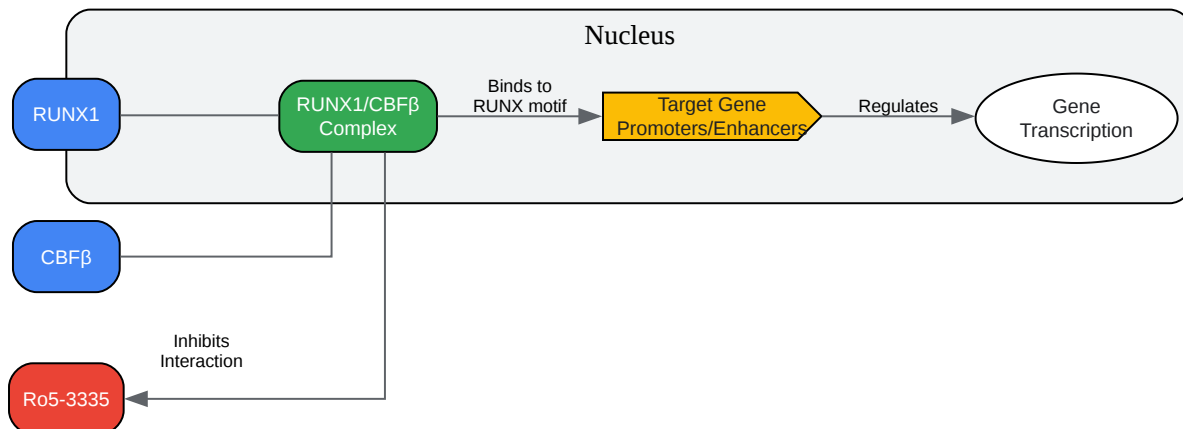 Nucleus
RUNX1
RUNX1/CBFβ
Complex
Binds to
RUNX motif
Target Gene
Promoters/Enhancers
Regulates
Gene
Transcription
CBFβ
Inhibits
Interaction
Ro5-3335